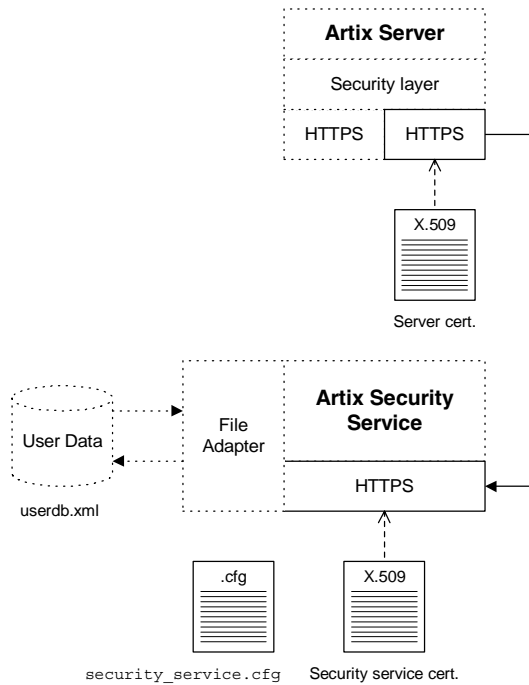 Artix Server
Security layer
HTTPS
HTTPS
X.509
Server cert.
User Data
userdb.xml
File
Adapter
Artix Security
Service
HTTPS
.cfg
X.509
security_service.cfg
Security service cert.